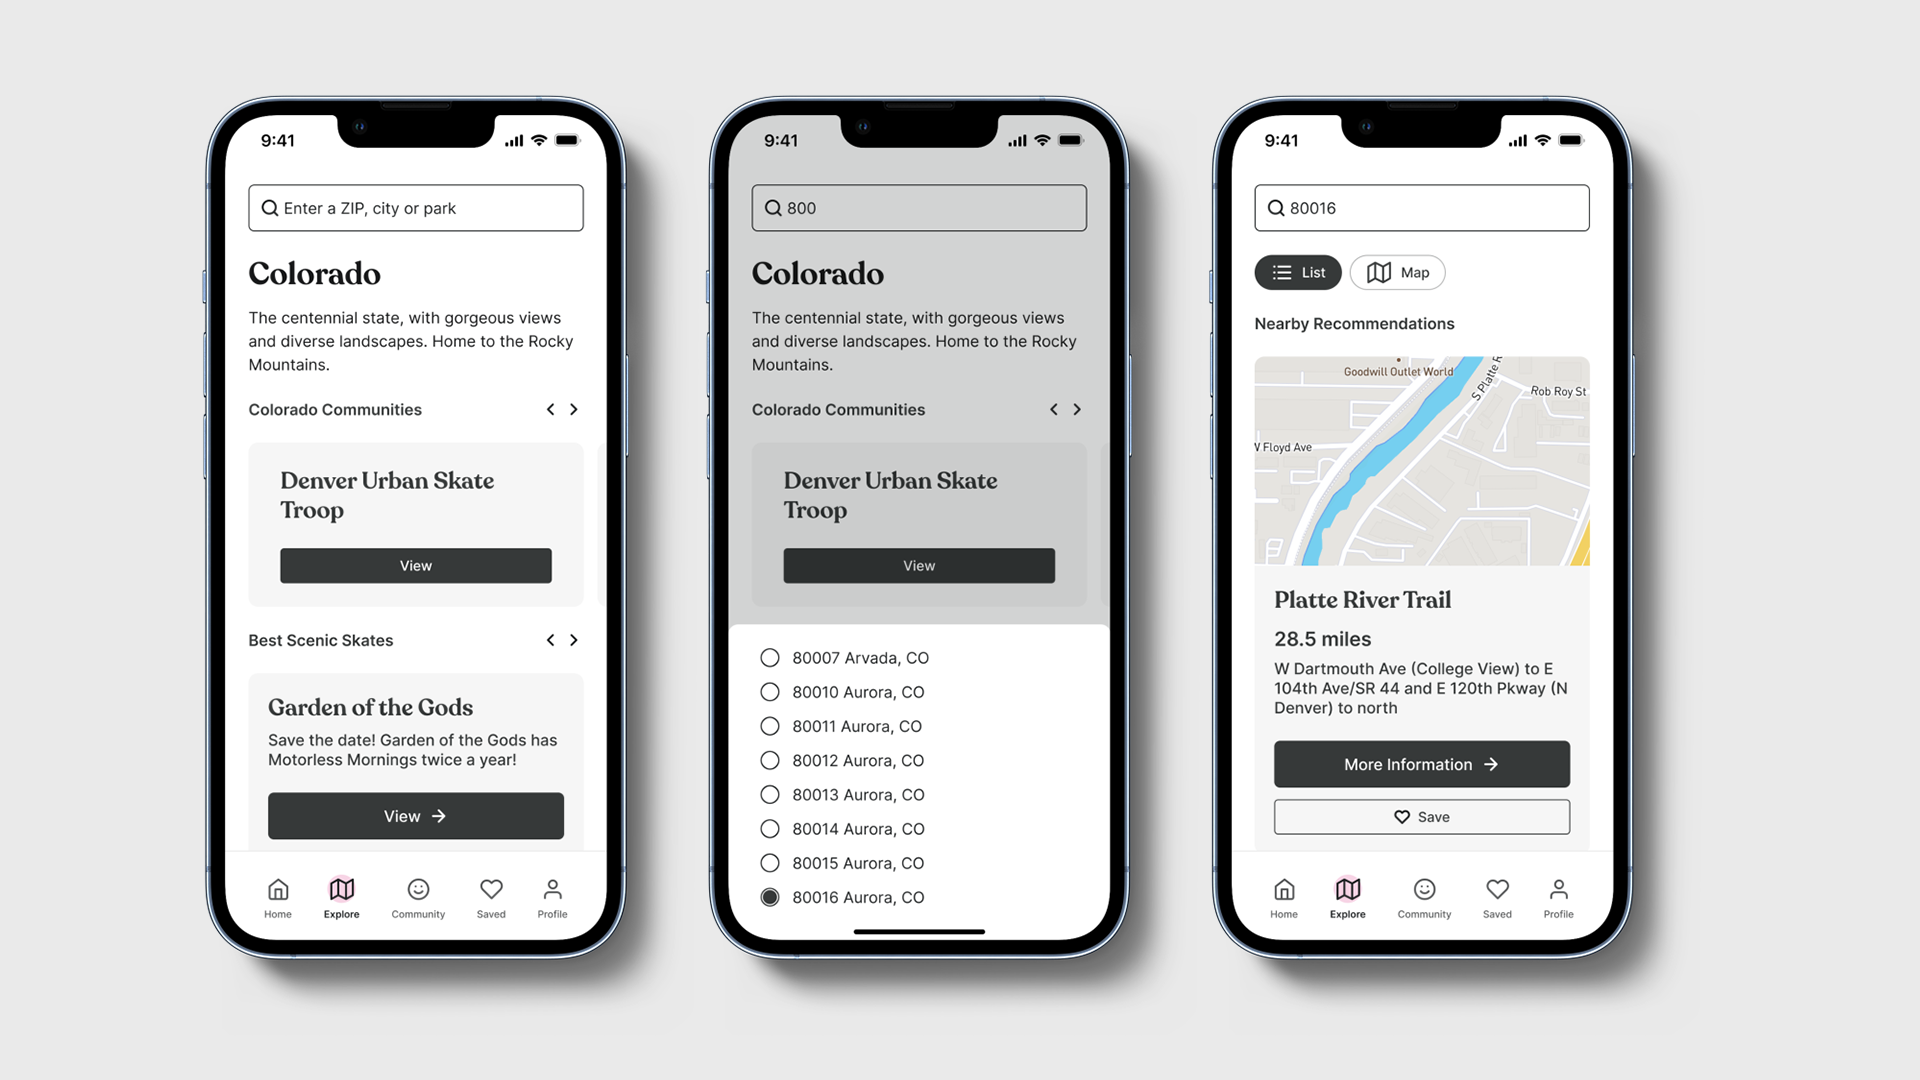 9:41
Enter a ZIP, city or park
Colorado
The centennial state, with gorgeous views
and diverse landscapes. Home to the Rocky
Mountains.
Colorado Communities
Denver Urban Skate
Troop
View
Best Scenic Skates
Garden of the Gods
Save the date! Garden of the Gods has
Motorless Mornings twice a year!
View
Home
Explore
Community
Saved
Profile
9:41
800
Colorado
The centennial state, with gorgeous views
and diverse landscapes. Home to the Rocky
Mountains.
Colorado Communities
Denver Urban Skate
Troop
View
80007 Arvada, CO
80010 Aurora, CO
80011 Aurora, CO
80012 Aurora, CO
80013 Aurora, CO
80014 Aurora, CO
80015 Aurora, CO
80016 Aurora, CO
9:41
80016
List
Map
Nearby Recommendations
Goodwill Outlet World
S Platte R
Rob Roy St
W Floyd Ave
Platte River Trail
28.5 miles
W Dartmouth Ave (College View) to E
104th Ave/SR 44 and E 120th Pkway (N
Denver) to north
More Information
Save
Home
Explore
Community
Saved
Profile